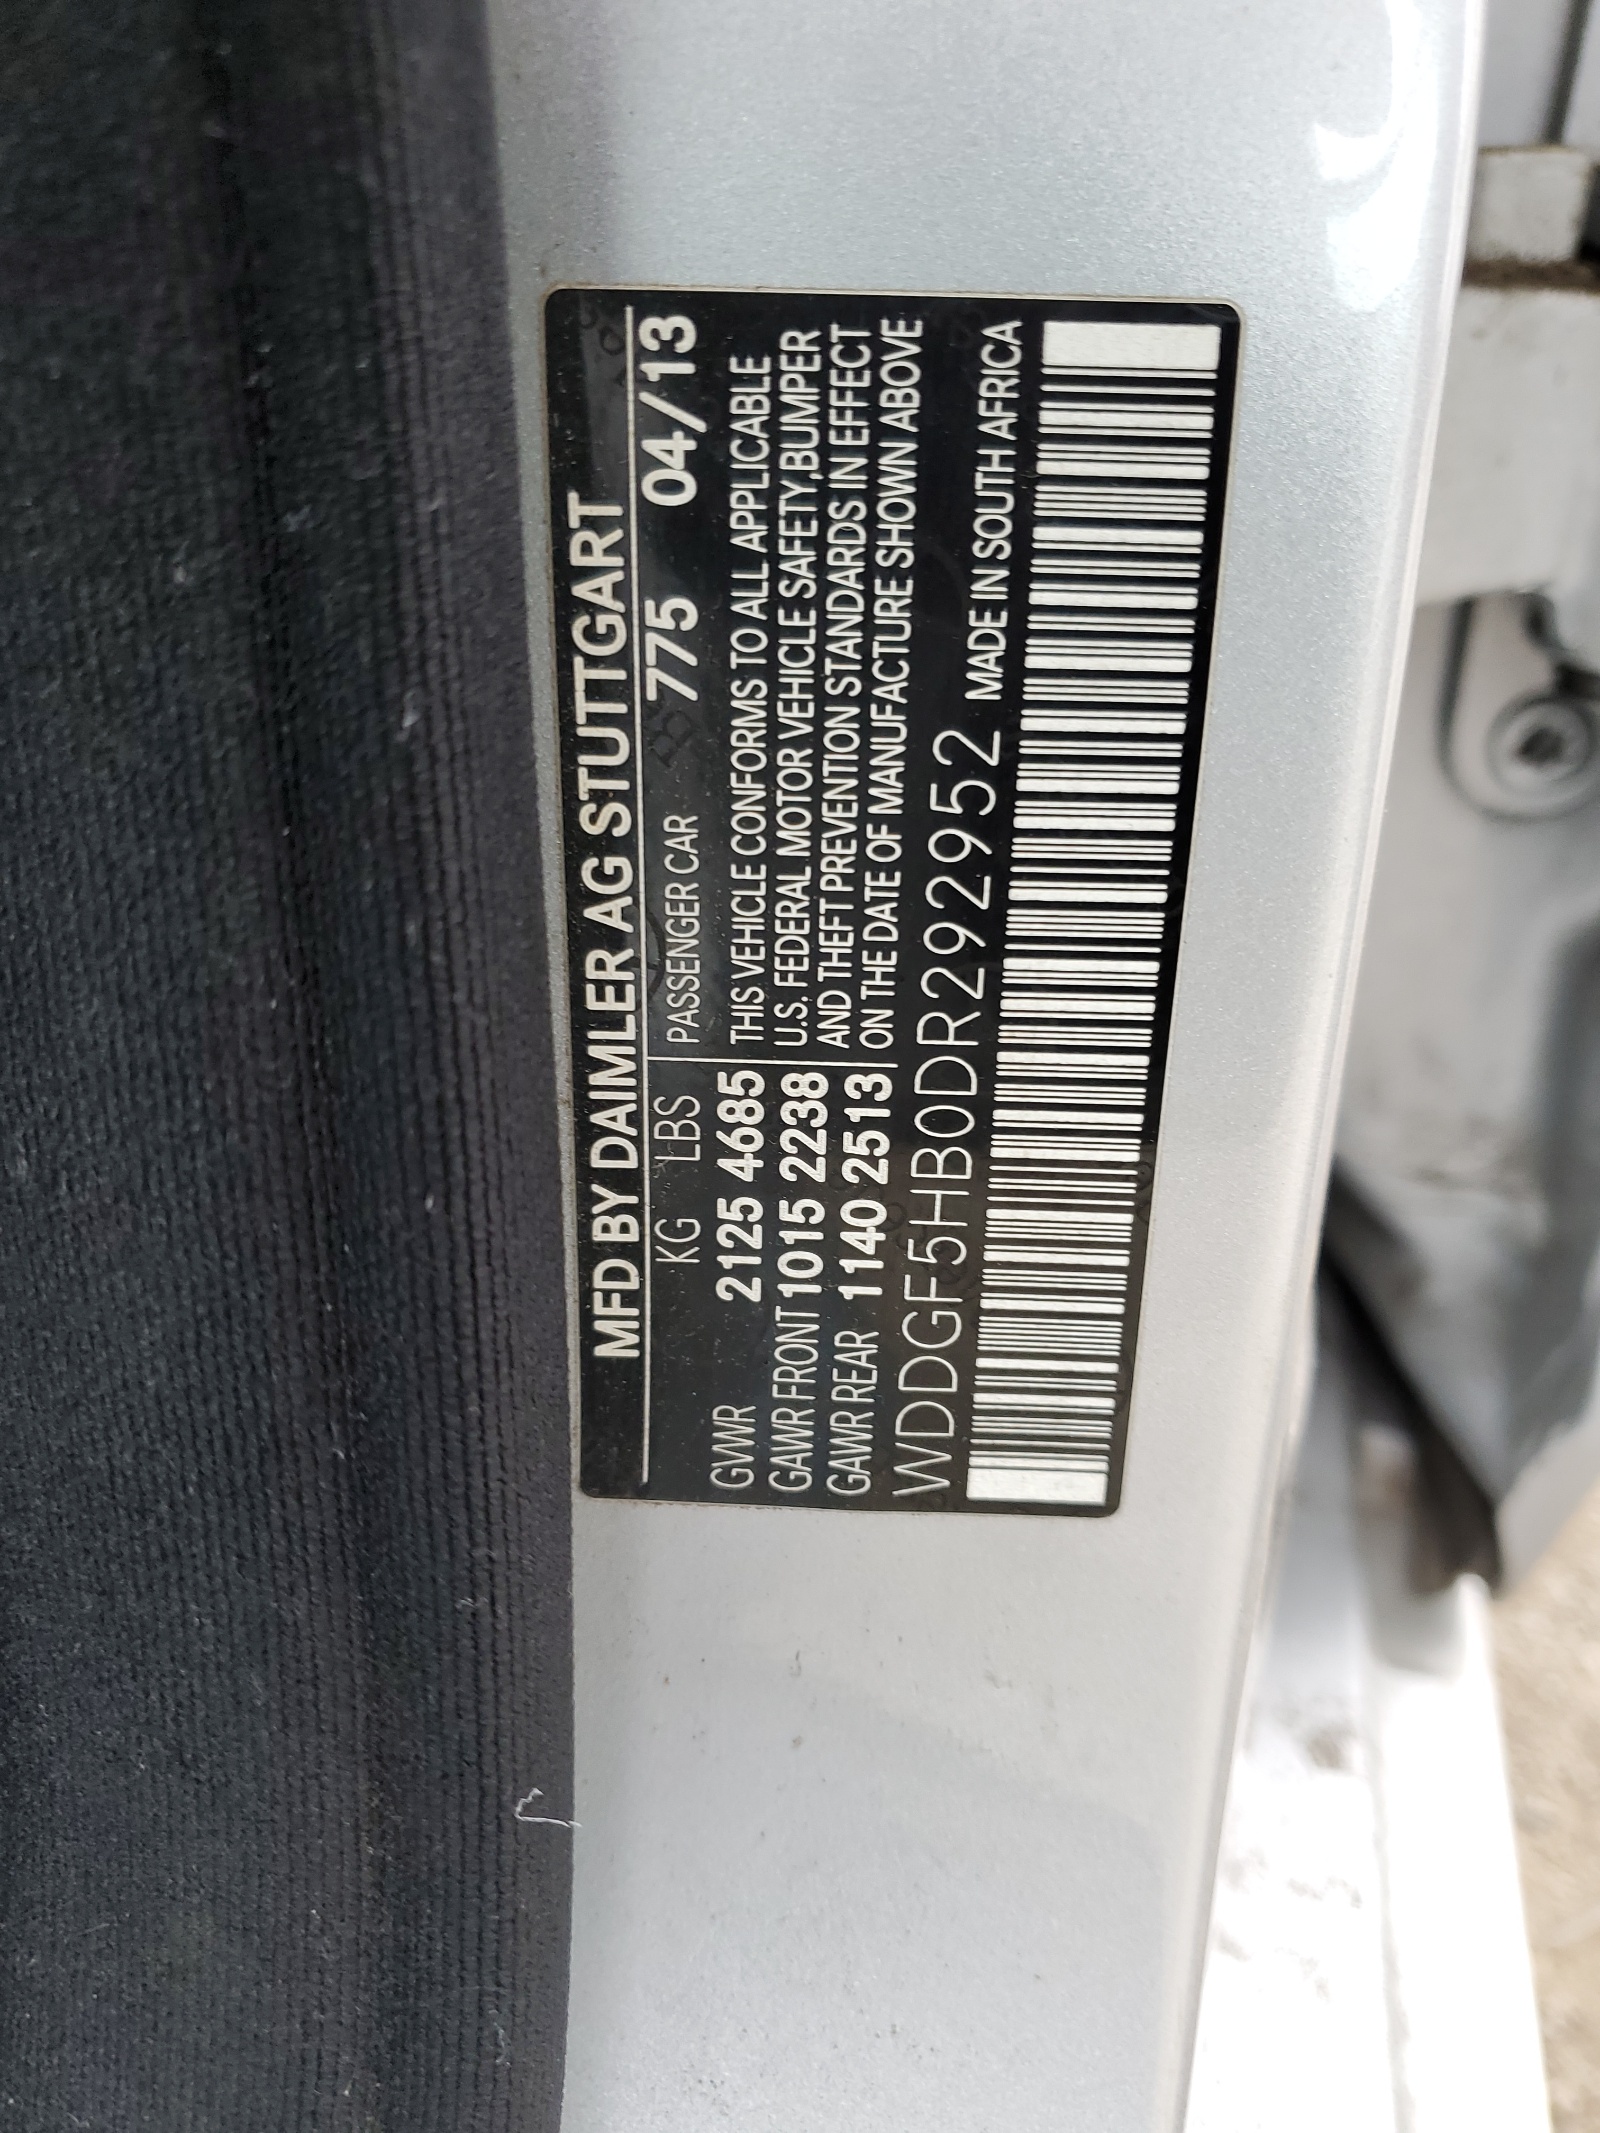 MFD BY DAIMLER AG STUTTGART
KG LBS PASSENGER CAR 775 04/13
GVWR 2125 4685 THIS VEHICLE CONFORMS TO ALL APPLICABLE
GAWR FRONT 1015 2238 U.S. FEDERAL MOTOR VEHICLE SAFETY,BUMPER
GAWR REAR 1140 2513 AND THEFT PREVENTION STANDARDS IN EFFECT
ON THE DATE OF MANUFACTURE SHOWN ABOVE
WDDGF5HB0DR292952 MADE IN SOUTH AFRICA